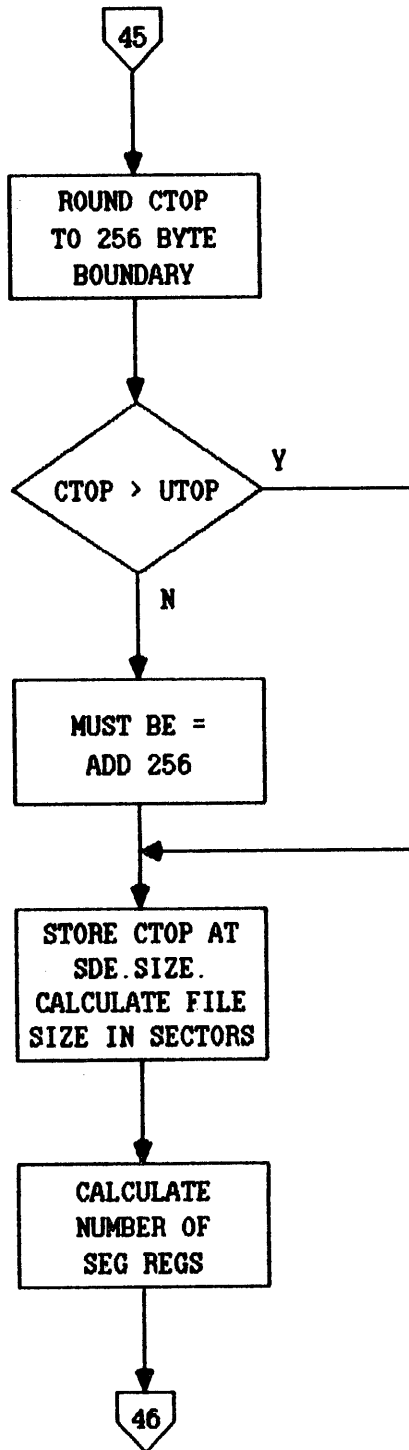 45
ROUND CTOP
TO 256 BYTE
BOUNDARY
CTOP > UTOP
Y
N
MUST BE =
ADD 256
STORE CTOP AT
SDE.SIZE.
CALCULATE FILE
SIZE IN SECTORS
CALCULATE
NUMBER OF
SEG REGS
46